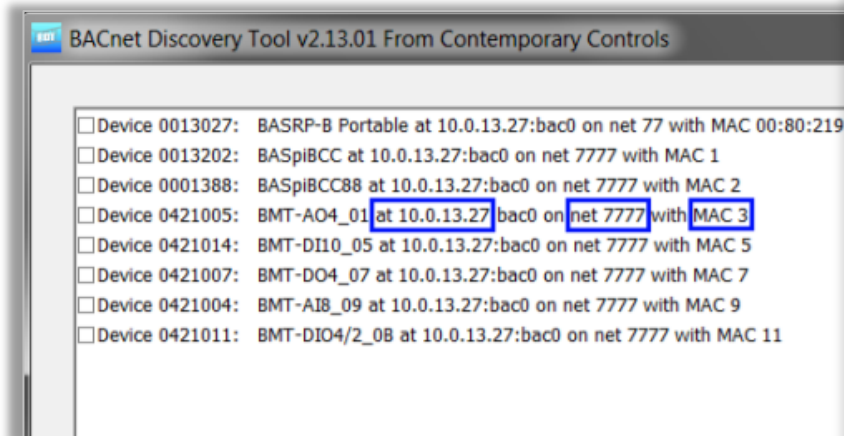 BACnet Discovery Tool v2.13.01 From Contemporary Controls
Device 0013027: BASRP-B Portable at 10.0.13.27:bac0 on net 77 with MAC 00:80:219
Device 0013202: BASpiBCC at 10.0.13.27:bac0 on net 7777 with MAC 1
Device 0001388: BASpiBCC88 at 10.0.13.27:bac0 on net 7777 with MAC 2
Device 0421005: BMT-AO4_01 at 10.0.13.27 bac0 on net 7777 with MAC 3
Device 0421014: BMT-DI10_05 at 10.0.13.27:bac0 on net 7777 with MAC 5
Device 0421007: BMT-DO4_07 at 10.0.13.27:bac0 on net 7777 with MAC 7
Device 0421004: BMT-AI8_09 at 10.0.13.27:bac0 on net 7777 with MAC 9
Device 0421011: BMT-DIO4/2_0B at 10.0.13.27:bac0 on net 7777 with MAC 11